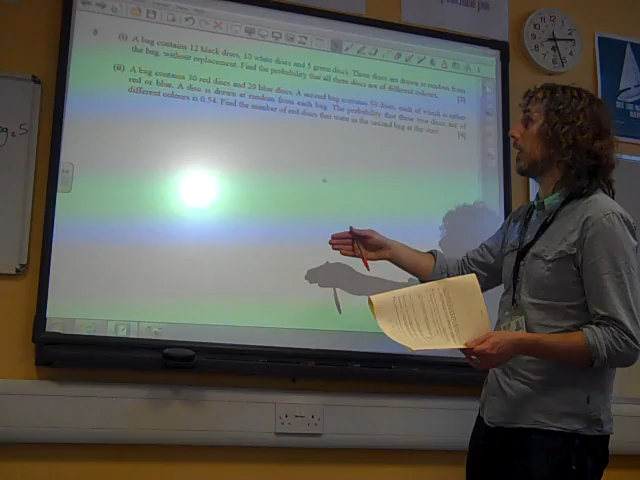 8 (i) A bag contains 12 black discs, 10 white discs and 5 green discs. Three discs are drawn at random from
the bag, without replacement. Find the probability that all three discs are of different colours. [3]
(ii) A bag contains 30 red discs and 20 blue discs. A second bag contains 50 discs, each of which is either
red or blue. A disc is drawn at random from each bag. The probability that these two discs are of
different colours is 0.54. Find the number of red discs that were in the second bag at the start. [4]